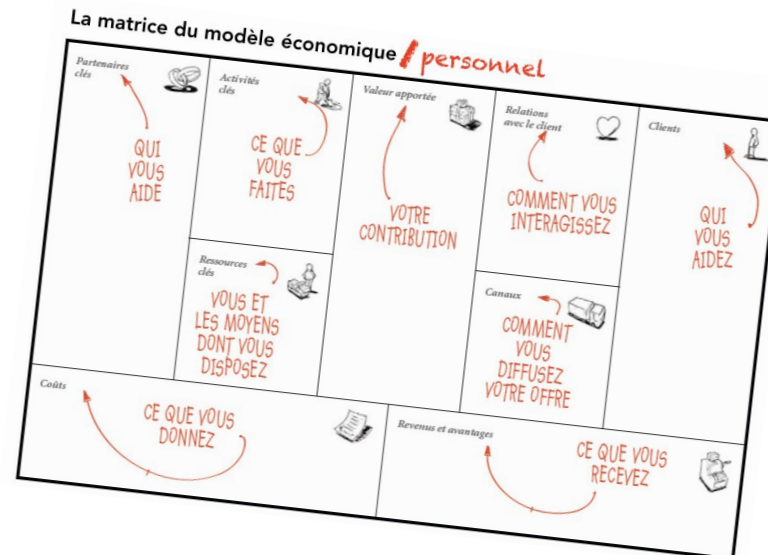 La matrice du modèle économique / personnel
Partenaires
clés
QUI
VOUS
AIDE
Activités
clés
CE QUE
VOUS
FAITES
Ressources
clés
VOUS ET
LES MOYENS
DONT VOUS
DISPOSEZ
Valeur apportée
VOTRE
CONTRIBUTION
Relations
avec le client
COMMENT VOUS
INTERAGISSEZ
Canaux
COMMENT
VOUS
DIFFUSEZ
VOTRE OFFRE
Clients
QUI
VOUS
AIDEZ
Coûts
CE QUE VOUS
DONNEZ
Revenus et avantages
CE QUE VOUS
RECEVEZ